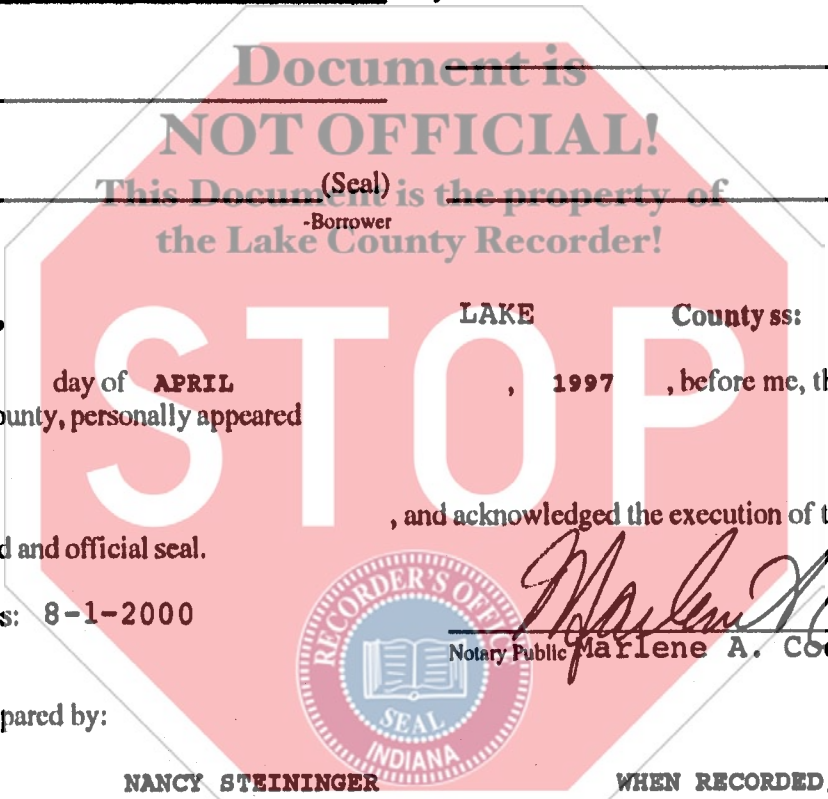 Document is
NOT OFFICIAL!
(Seal)
This Document is the property of
-Borrower
the Lake County Recorder!
LAKE County ss:
STOP
day of APRIL , 1997 , before me, th
ounty, personally appeared
, and acknowledged the execution of t
d and official seal.
RECORDER'S OFFICE
SEAL
INDIANA
s: 8-1-2000
Notary Public Marlene A. Co
pared by:
NANCY STEININGER WHEN RECORDED,